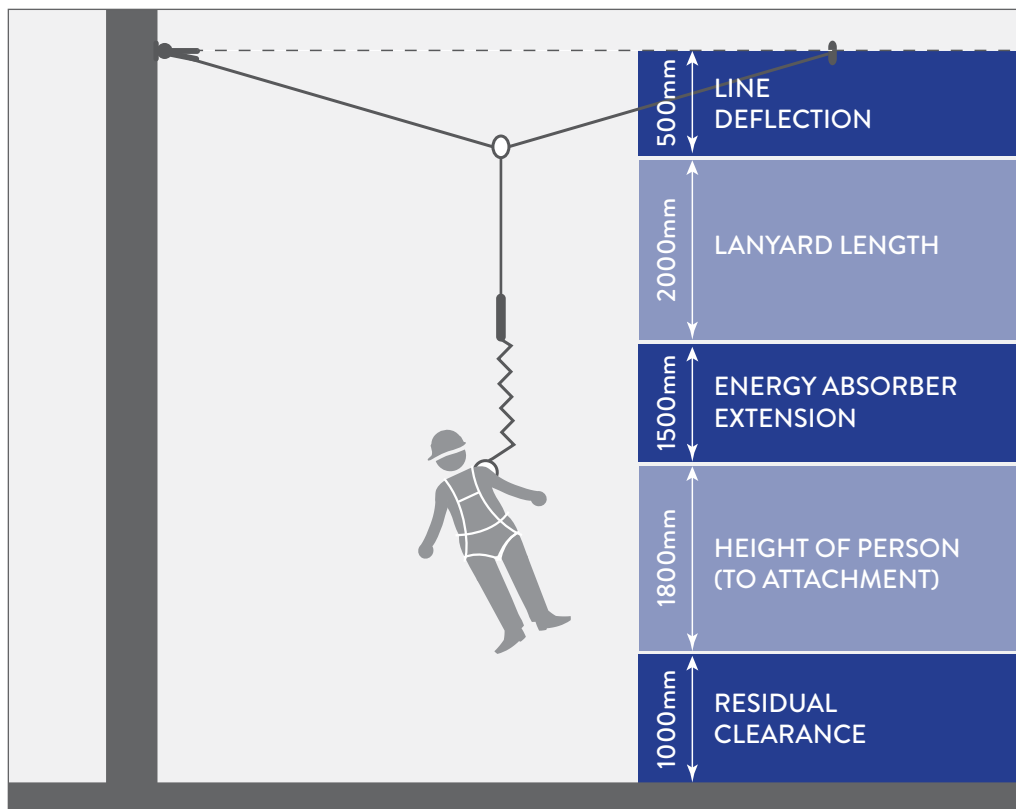 500mm
LINE
DEFLECTION
2000mm
LANYARD LENGTH
1500mm
ENERGY ABSORBER
EXTENSION
1800mm
HEIGHT OF PERSON
(TO ATTACHMENT)
1000mm
RESIDUAL
CLEARANCE